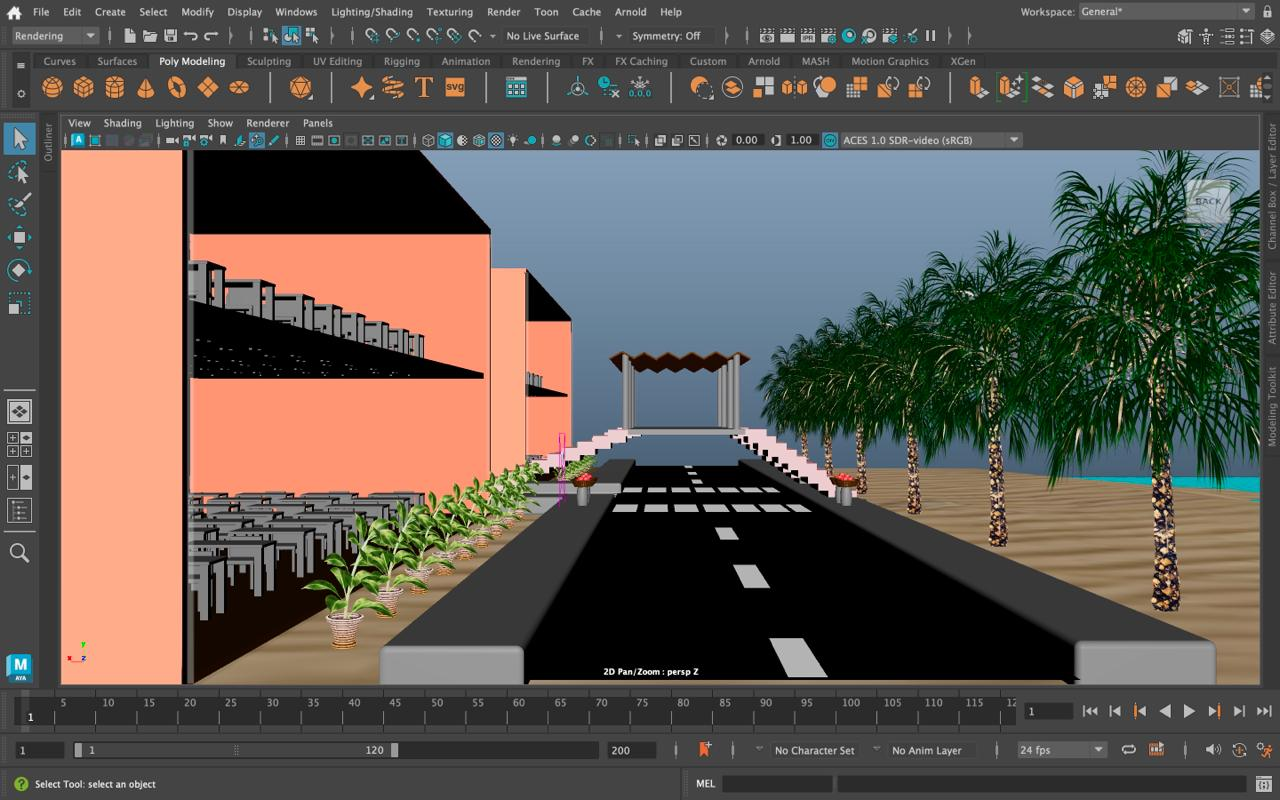 File Edit Create Select Modify Display Windows Lighting/Shading Texturing Render Toon Cache Arnold Help Workspace: General*
Rendering No Live Surface Symmetry: Off
Curves Surfaces Poly Modeling Sculpting UV Editing Rigging Animation Rendering FX FX Caching Custom Arnold MASH Motion Graphics XGen
T SVG 0,0,0
View Shading Lighting Show Renderer Panels
0.00 1.00 ACES 1.0 SDR-video (sRGB)
Outliner
BACK
Channel Box / Layer Editor
Attribute Editor
Modeling Toolkit
y
x z
2D Pan/Zoom : persp Z
M
AYA
5 10 15 20 25 30 35 40 45 50 55 60 65 70 75 80 85 90 95 100 105 110 115 12
1 1
1 1 120 200 No Character Set No Anim Layer 24 fps
Select Tool: select an object MEL